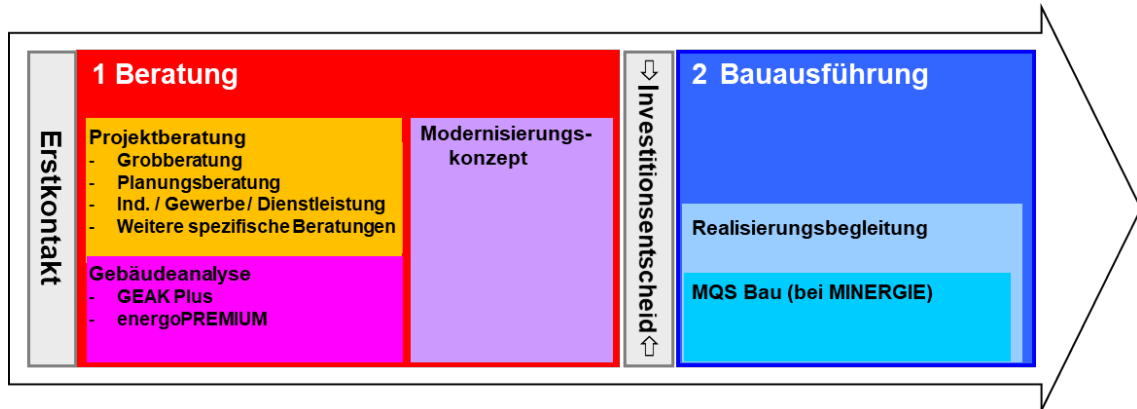 Erstkontakt
1 Beratung
Projektberatung
- Grobberatung
- Planungsberatung
- Ind. / Gewerbe / Dienstleistung
- Weitere spezifische Beratungen
Gebäudeanalyse
- GEAK Plus
- energoPREMIUM
Modernisierungs-
konzept
⇨Investitionsentscheid⇦
2 Bauausführung
Realisierungsbegleitung
MQS Bau (bei MINERGIE)